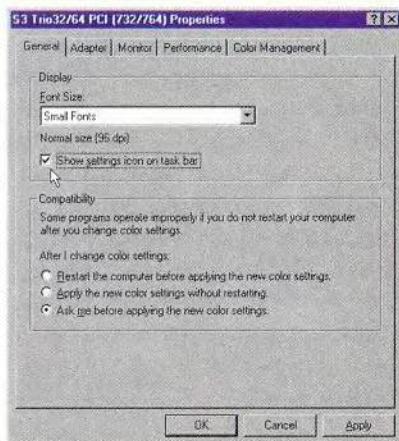 S3 Trio32/64 PCI (732/764) Properties
General Adapter Monitor Performance Color Management
Display
Font Size:
Small Fonts
Normal size (96 dpi)
Show settings icon on task bar
Compatibility
Some programs operate improperly if you do not restart your computer
after you change color settings.
After I change color settings:
Restart the computer before applying the new color settings.
Apply the new color settings without restarting.
Ask me before applying the new color settings.
OK Cancel Apply